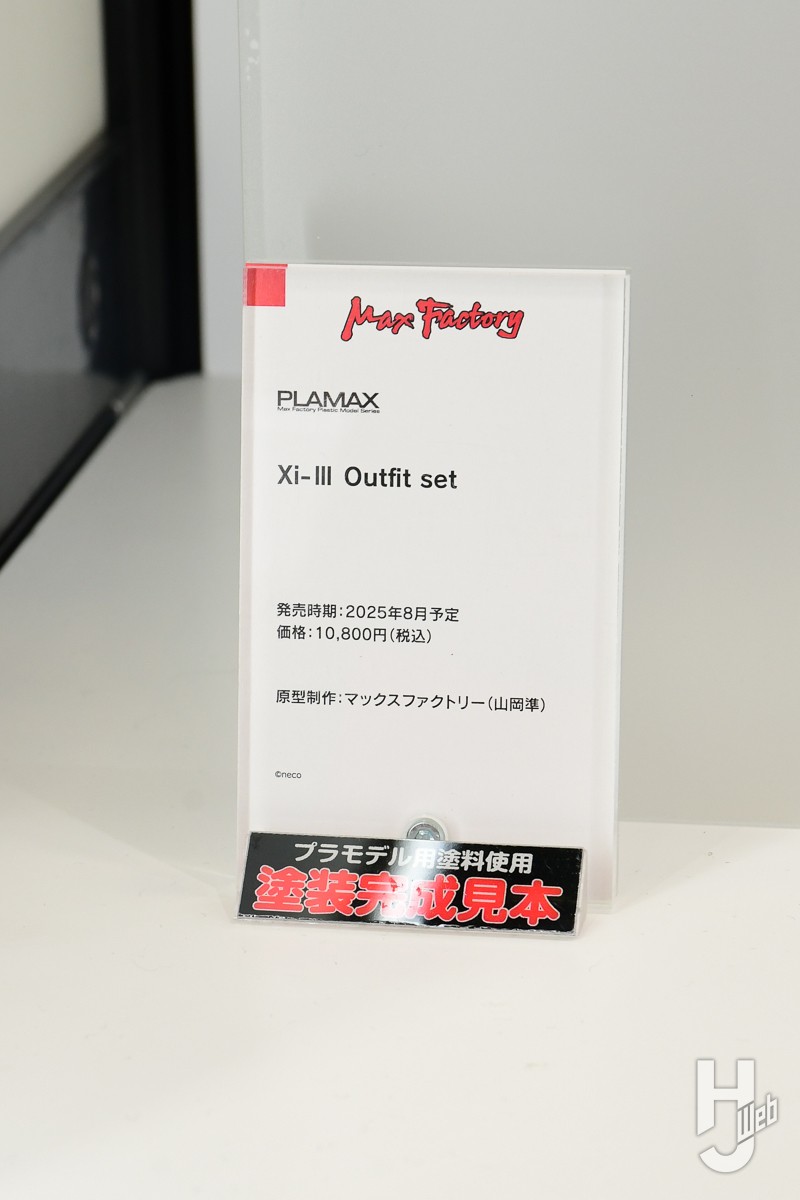 Max Factory
PLAMAX
Max Factory Plastic Model Series
Xi-Ⅲ Outfit set
発売時期：2025年8月予定
価格：10,800円（税込）
原型制作：マックスファクトリー（山岡準）
©neco
プラモデル用塗料使用
塗装完成見本
HJ Web